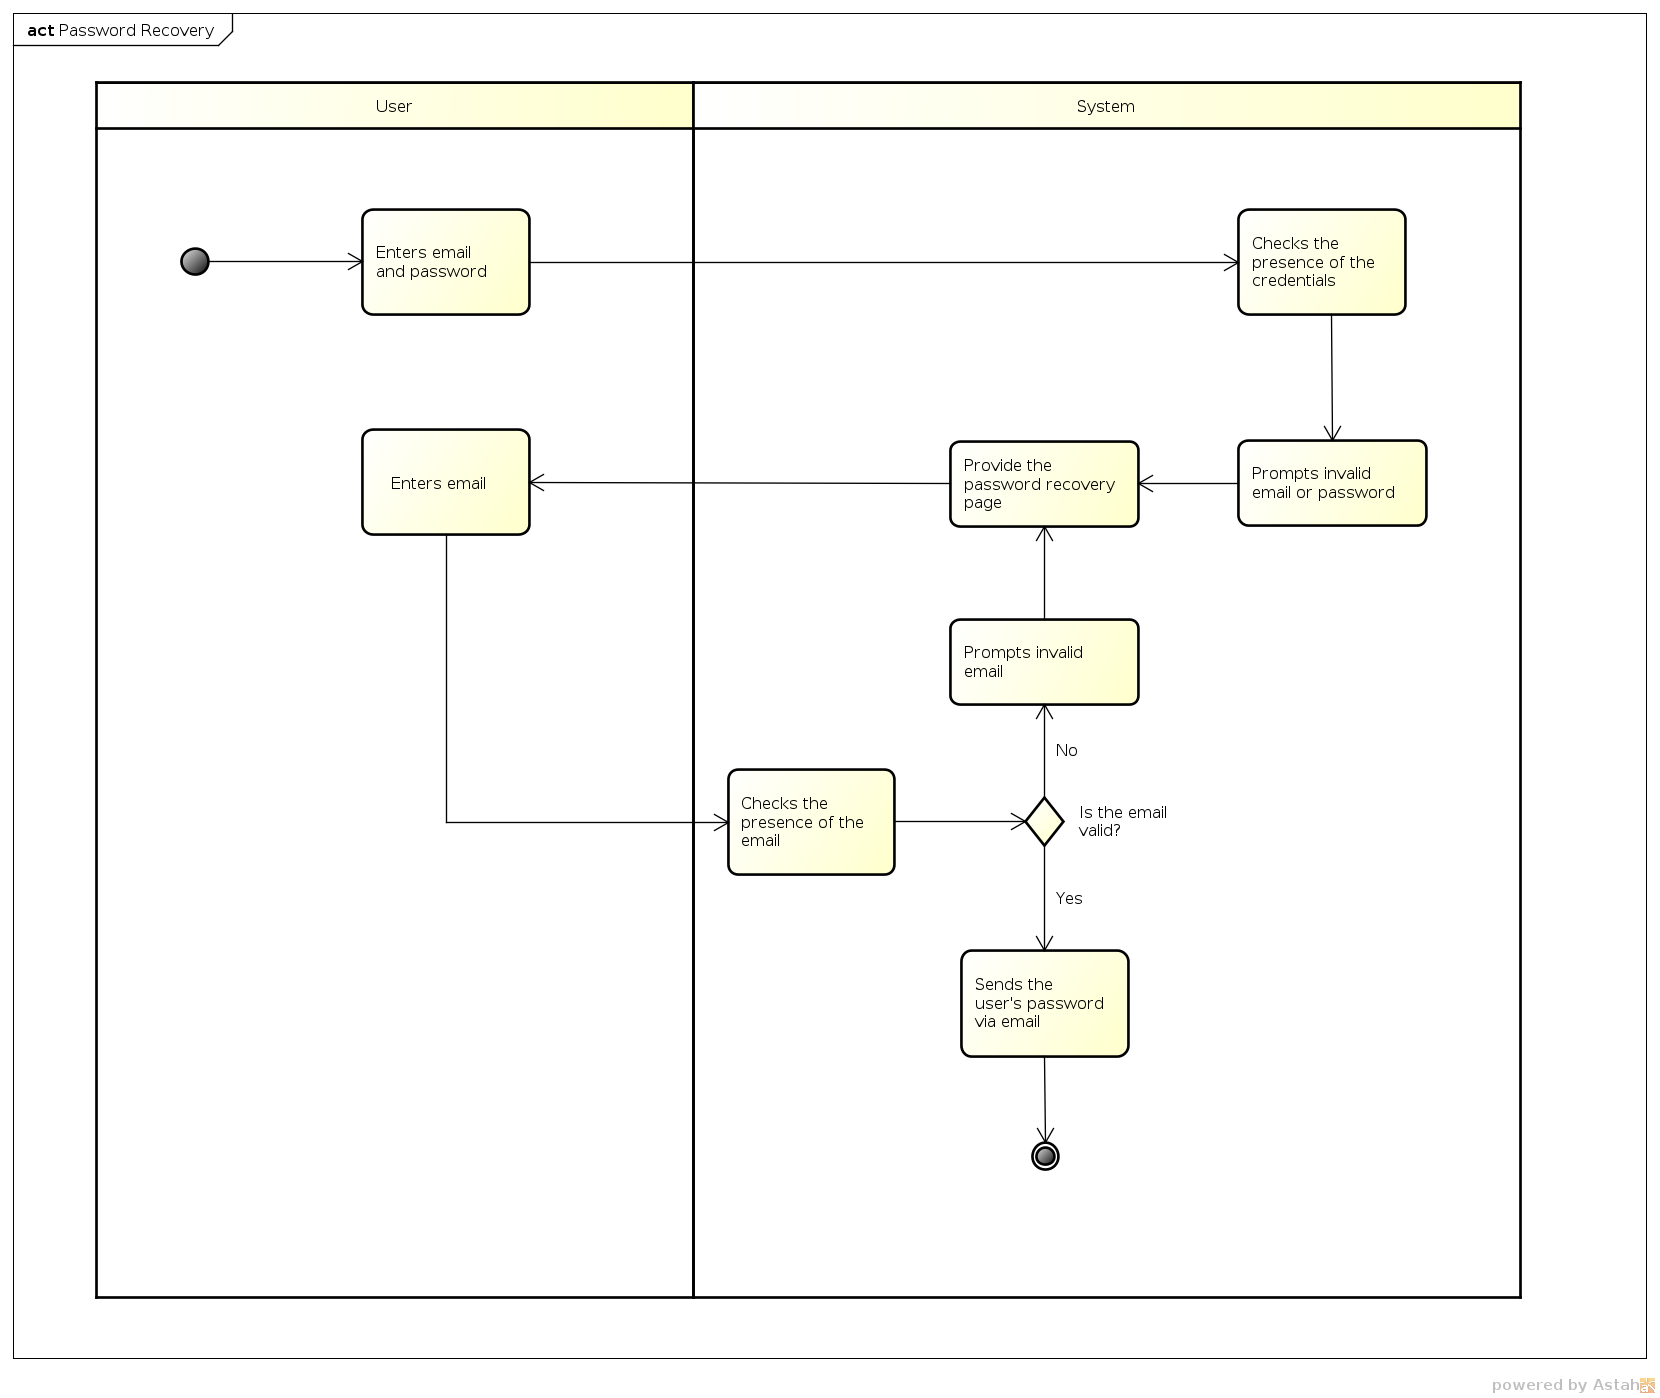 act Password Recovery
User
System
Enters email
and password
Checks the
presence of the
credentials
Enters email
Provide the
password recovery
page
Prompts invalid
email or password
Prompts invalid
email
No
Checks the
presence of the
email
Is the email
valid?
Yes
Sends the
user's password
via email
powered by Astah